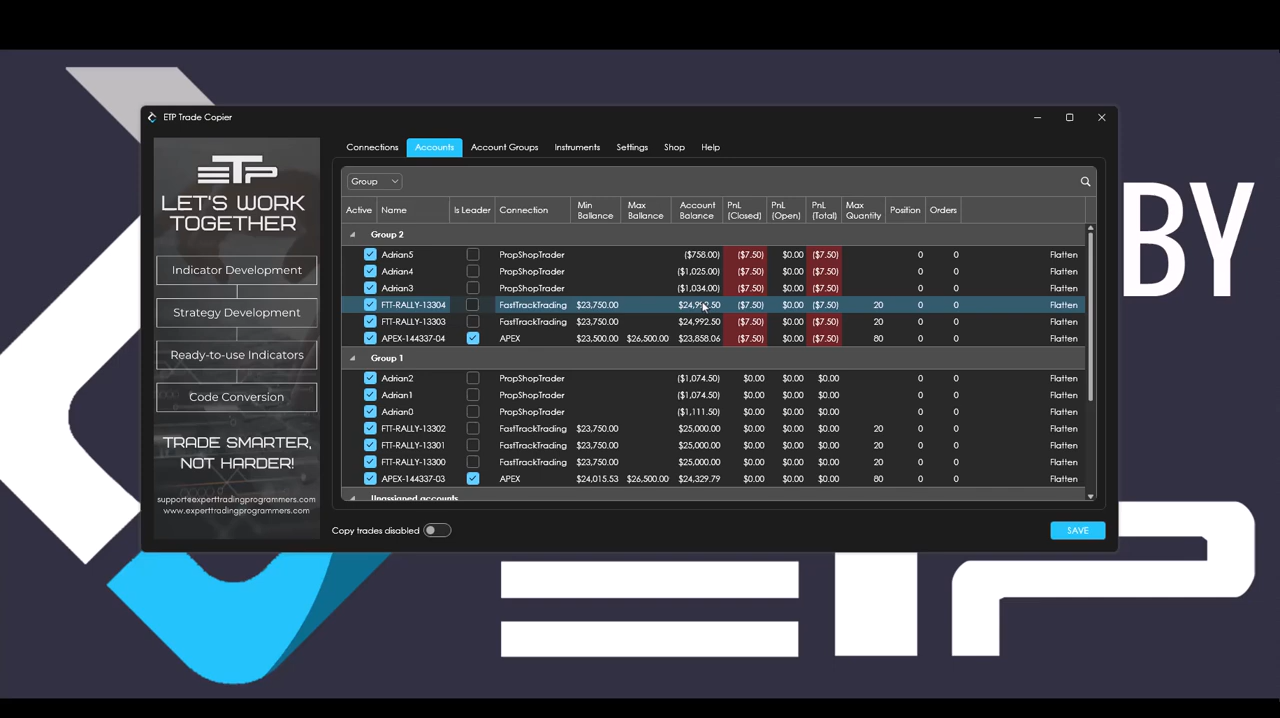 ETP Trade Copier
ETP
LET'S WORK
TOGETHER
Indicator Development
Strategy Development
Ready-to-use Indicators
Code Conversion
TRADE SMARTER,
NOT HARDER!
support@experttradingprogrammers.com
www.experttradingprogrammers.com
Connections Accounts Account Groups Instruments Settings Shop Help
Group
Active Name Is Leader Connection Min Ballance Max Ballance Account Balance PnL (Closed) PnL (Open) PnL (Total) Max Quantity Position Orders
Group 2
Adrian5 PropShopTrader ($758.00) ($7.50) $0.00 ($7.50) 0 0 Flatten
Adrian4 PropShopTrader ($1,025.00) ($7.50) $0.00 ($7.50) 0 0 Flatten
Adrian3 PropShopTrader ($1,034.00) ($7.50) $0.00 ($7.50) 0 0 Flatten
FTT-RALLY-13304 FastTrackTrading $23,750.00 $24,992.50 ($7.50) $0.00 ($7.50) 20 0 0 Flatten
FTT-RALLY-13303 FastTrackTrading $23,750.00 $24,992.50 ($7.50) $0.00 ($7.50) 20 0 0 Flatten
APEX-144337-04 APEX $23,500.00 $26,500.00 $23,858.06 ($7.50) $0.00 ($7.50) 80 0 0 Flatten
Group 1
Adrian2 PropShopTrader ($1,074.50) $0.00 $0.00 $0.00 0 0 Flatten
Adrian1 PropShopTrader ($1,074.50) $0.00 $0.00 $0.00 0 0 Flatten
Adrian0 PropShopTrader ($1,111.50) $0.00 $0.00 $0.00 0 0 Flatten
FTT-RALLY-13302 FastTrackTrading $23,750.00 $25,000.00 $0.00 $0.00 $0.00 20 0 0 Flatten
FTT-RALLY-13301 FastTrackTrading $23,750.00 $25,000.00 $0.00 $0.00 $0.00 20 0 0 Flatten
FTT-RALLY-13300 FastTrackTrading $23,750.00 $25,000.00 $0.00 $0.00 $0.00 20 0 0 Flatten
APEX-144337-03 APEX $24,015.53 $26,500.00 $24,329.79 $0.00 $0.00 $0.00 80 0 0 Flatten
Unassigned accounts
Copy trades disabled
SAVE
BY
ETP